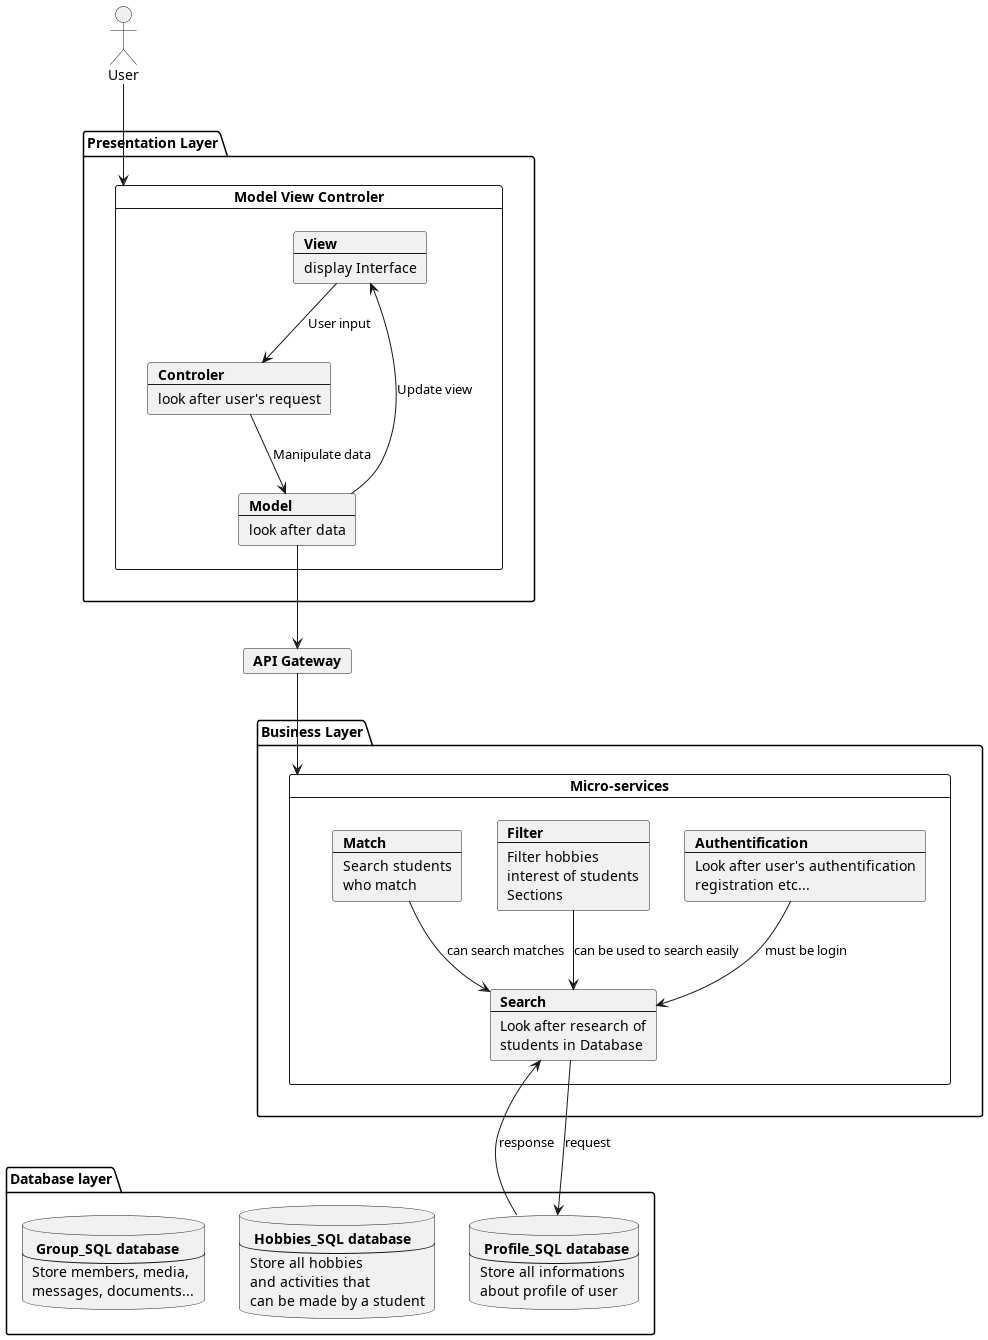 User
Presentation Layer
Model View Controler
View
display Interface
User input
Controler
look after user's request
Update view
Manipulate data
Model
look after data
API Gateway
Business Layer
Micro-services
Match
Search students
who match
Filter
Filter hobbies
interest of students
Sections
Authentification
Look after user's authentification
registration etc...
can search matches
can be used to search easily
must be login
Search
Look after research of
students in Database
response
request
Database layer
Group_SQL database
Store members, media,
messages, documents...
Hobbies_SQL database
Store all hobbies
and activities that
can be made by a student
Profile_SQL database
Store all informations
about profile of user